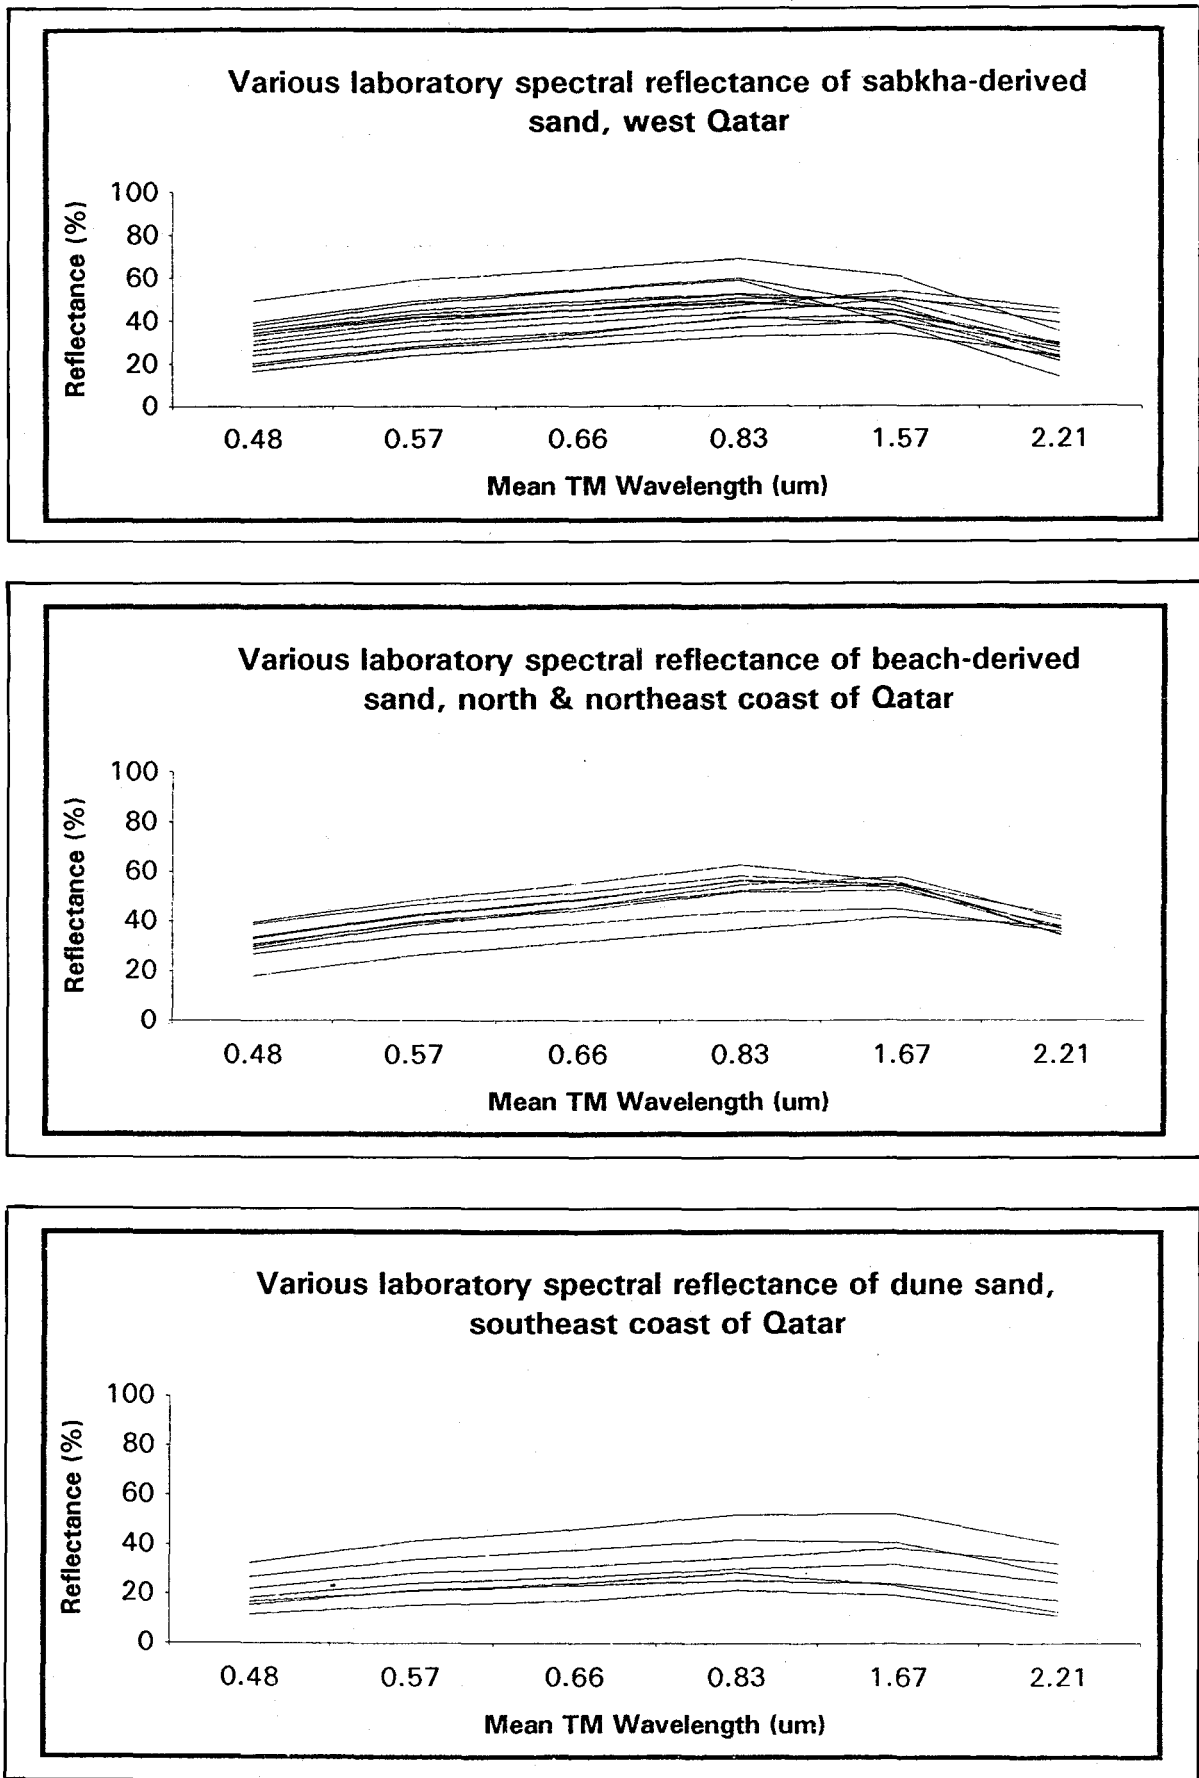 Various laboratory spectral reflectance of sabkha-derived
sand, west Qatar
Reflectance (%)
100
80
60
40
20
0
0.48 0.57 0.66 0.83 1.57 2.21
Mean TM Wavelength (um)
Various laboratory spectral reflectance of beach-derived
sand, north & northeast coast of Qatar
Reflectance (%)
100
80
60
40
20
0
0.48 0.57 0.66 0.83 1.67 2.21
Mean TM Wavelength (um)
Various laboratory spectral reflectance of dune sand,
southeast coast of Qatar
Reflectance (%)
100
80
60
40
20
0
0.48 0.57 0.66 0.83 1.67 2.21
Mean TM Wavelength (um)